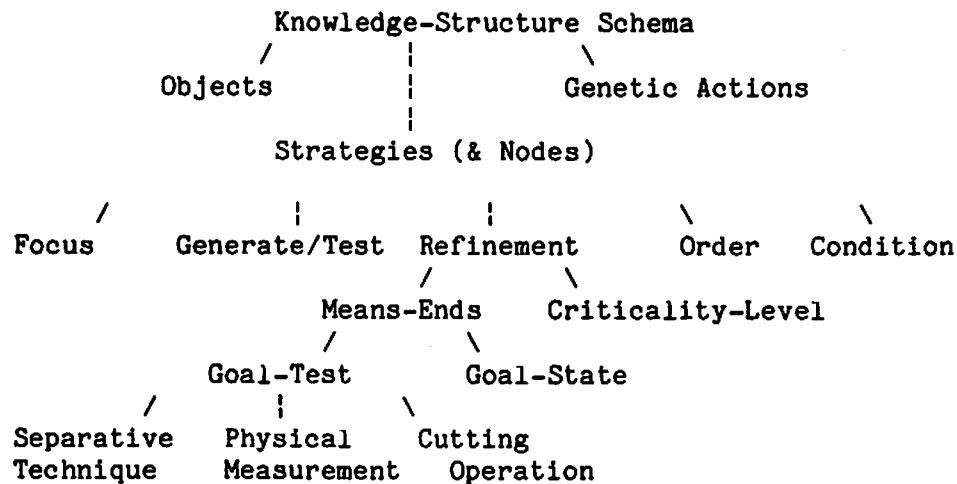 Knowledge-Structure Schema
Objects Genetic Actions
Strategies (& Nodes)
Focus Generate/Test Refinement Order Condition
Means-Ends Criticality-Level
Goal-Test Goal-State
Separative Physical Cutting
Technique Measurement Operation